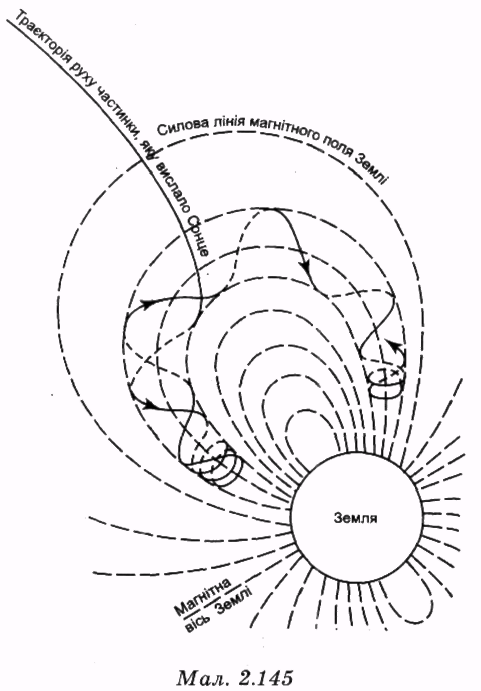 Траєкторія руху частинки, яку вислало Сонце
Силова лінія магнітного поля Землі
Земля
Магнітна
вісь Землі
Мал. 2.145